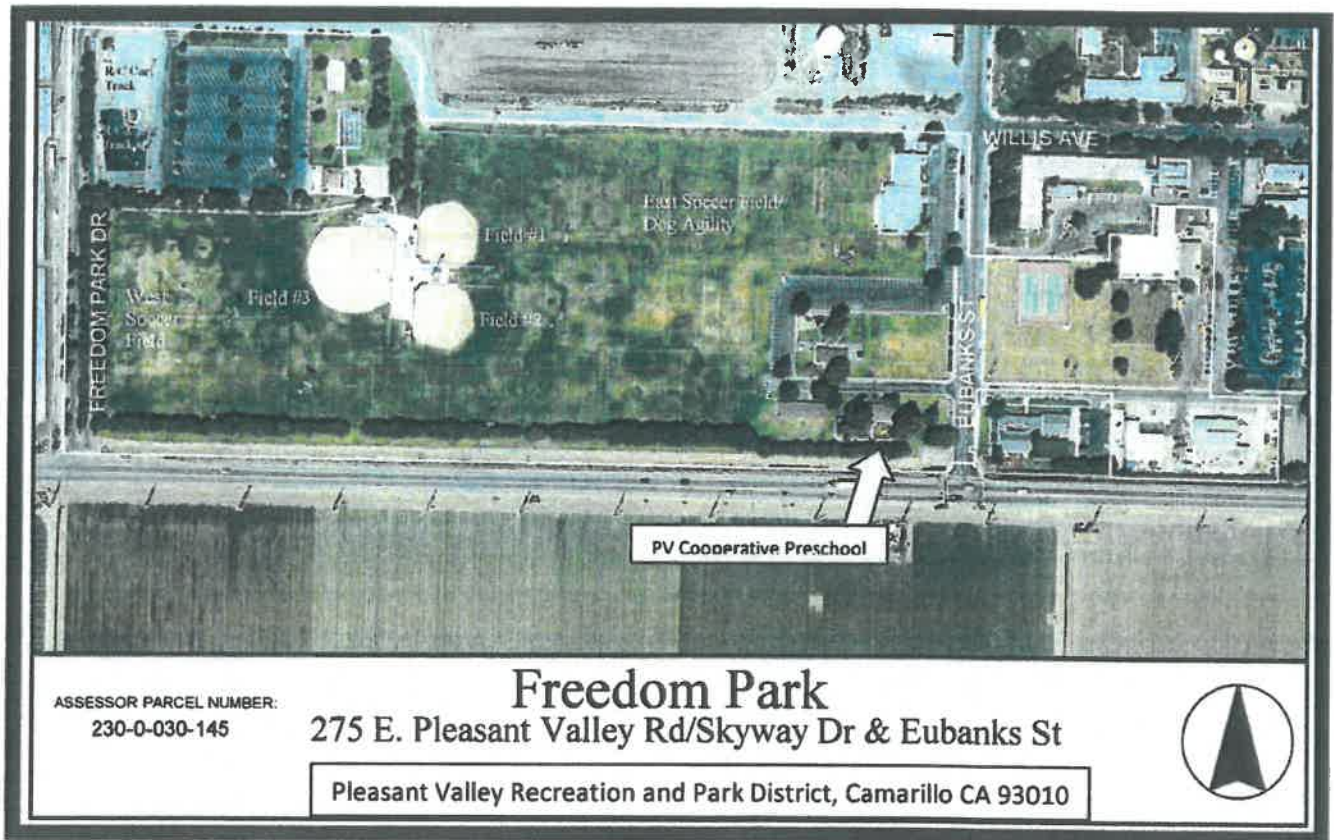 R/C Car
Track
WILLIS AVE
East Soccer Field/
Dog Agility
Field #1
FREEDOM PARK DR
West
Soccer
Field
Field #3
Field #2
EUBANKS ST
PV Cooperative Preschool
ASSESSOR PARCEL NUMBER:
230-0-030-145
Freedom Park
275 E. Pleasant Valley Rd/Skyway Dr & Eubanks St
Pleasant Valley Recreation and Park District, Camarillo CA 93010